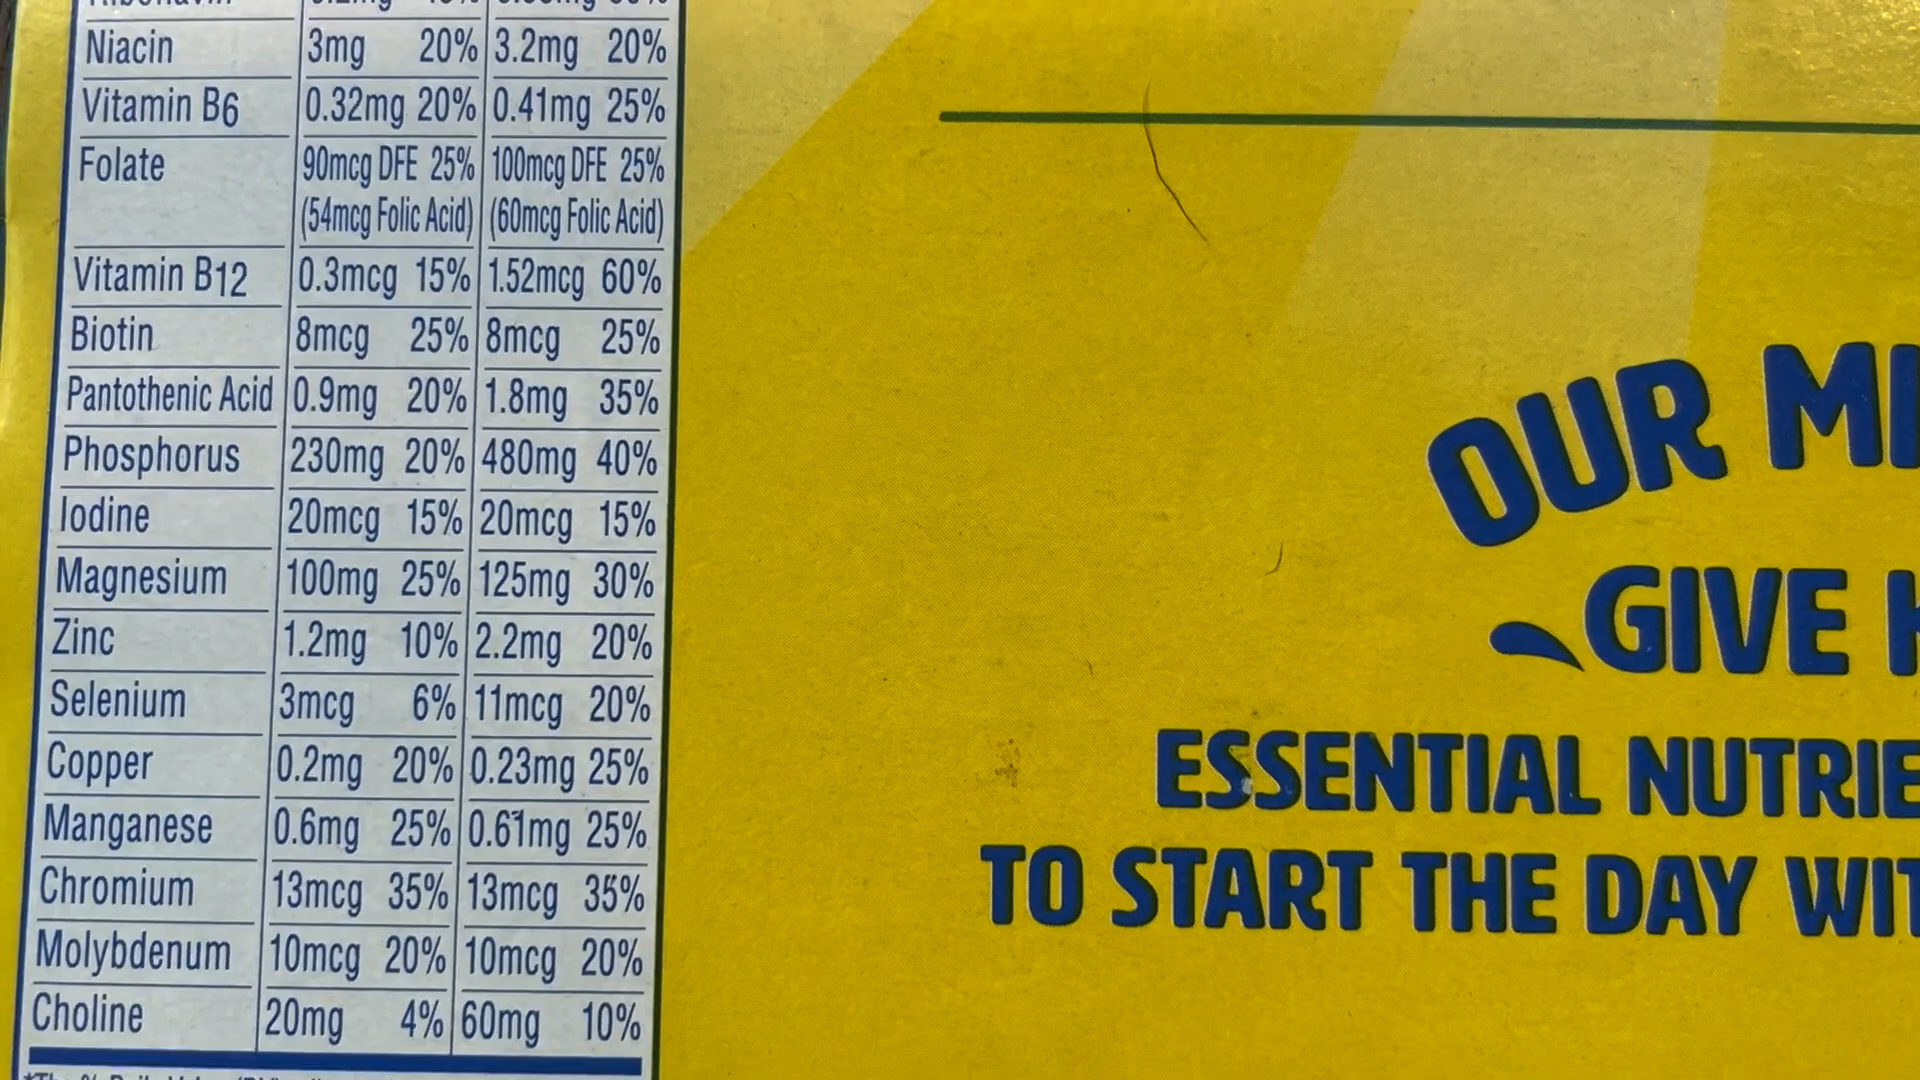 Niacin 3mg 20% 3.2mg 20%
Vitamin B6 0.32mg 20% 0.41mg 25%
Folate 90mcg DFE 25% 100mcg DFE 25%
(54mcg Folic Acid) (60mcg Folic Acid)
Vitamin B12 0.3mcg 15% 1.52mcg 60%
Biotin 8mcg 25% 8mcg 25%
Pantothenic Acid 0.9mg 20% 1.8mg 35%
Phosphorus 230mg 20% 480mg 40%
Iodine 20mcg 15% 20mcg 15%
Magnesium 100mg 25% 125mg 30%
Zinc 1.2mg 10% 2.2mg 20%
Selenium 3mcg 6% 11mcg 20%
Copper 0.2mg 20% 0.23mg 25%
Manganese 0.6mg 25% 0.61mg 25%
Chromium 13mcg 35% 13mcg 35%
Molybdenum 10mcg 20% 10mcg 20%
Choline 20mg 4% 60mg 10%
OUR MI
GIVE
ESSENTIAL NUTRIE
TO START THE DAY WIT